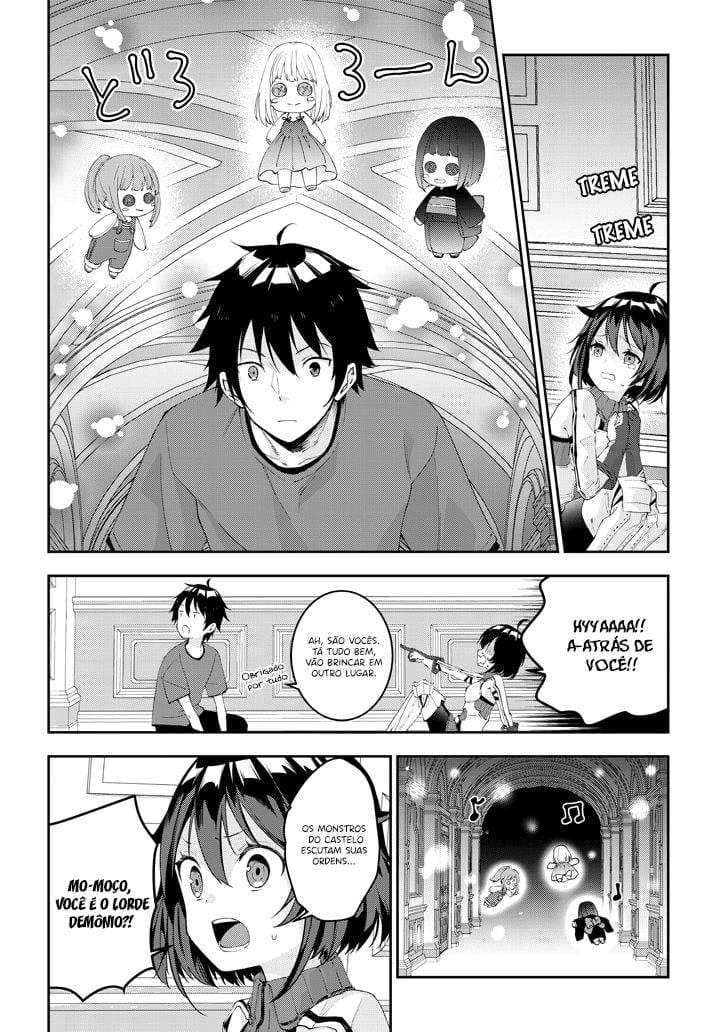 どろ
ろーん
TREME
TREME
KYYAAAA!!
A-ATRÁS DE
VOCÊ!!
AH, SÃO VOCÊS.
TÁ TUDO BEM,
VÃO BRINCAR EM
OUTRO LUGAR.
Obrigado
por tudo
OS MONSTROS
DO CASTELO
ESCUTAM SUAS
ORDENS...
MO-MOÇO,
VOCÊ É O LORDE
DEMÔNIO?!